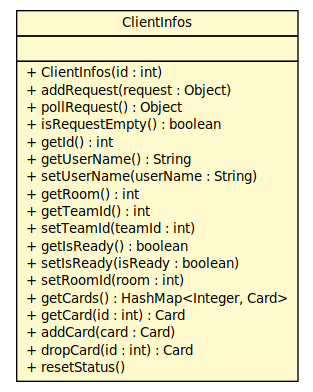 ClientInfos
+ ClientInfos(id : int)
+ addRequest(request : Object)
+ pollRequest() : Object
+ isRequestEmpty() : boolean
+ getId() : int
+ getUserName() : String
+ setUserName(userName : String)
+ getRoom() : int
+ getTeamId() : int
+ setTeamId(teamId : int)
+ getIsReady() : boolean
+ setIsReady(isReady : boolean)
+ setRoomId(room : int)
+ getCards() : HashMap<Integer, Card>
+ getCard(id : int) : Card
+ addCard(card : Card)
+ dropCard(id : int) : Card
+ resetStatus()